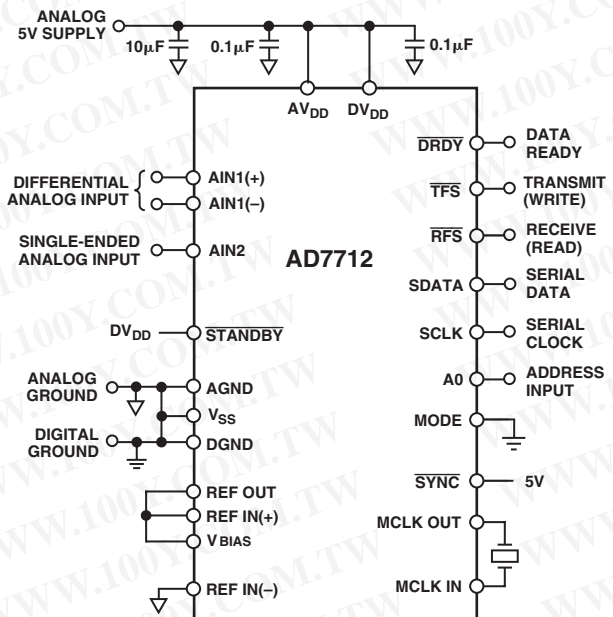 ANALOG
5V SUPPLY
10μF
0.1μF
0.1μF
AVDD
DVDD
DRDY
DATA
READY
DIFFERENTIAL
ANALOG INPUT
AIN1(+)
AIN1(–)
TFS
TRANSMIT
(WRITE)
SINGLE-ENDED
ANALOG INPUT
AIN2
AD7712
RFS
RECEIVE
(READ)
SDATA
SERIAL
DATA
DVDD
STANDBY
SCLK
SERIAL
CLOCK
ANALOG
GROUND
AGND
A0
ADDRESS
INPUT
VSS
MODE
DIGITAL
GROUND
DGND
SYNC
5V
REF OUT
REF IN(+)
MCLK OUT
VBIAS
REF IN(–)
MCLK IN
WWW.100Y.COM.TW